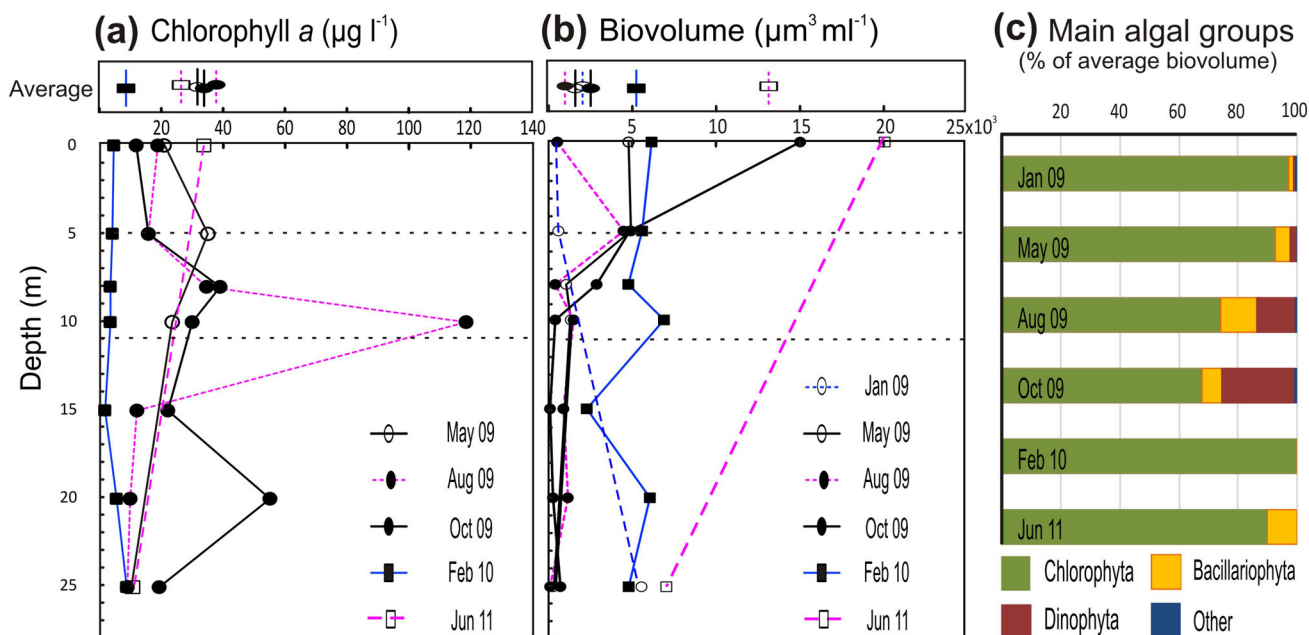 (a) Chlorophyll a (µg l⁻¹)
(b) Biovolume (µm³ ml⁻¹)
(c) Main algal groups
(% of average biovolume)
Average
20 40 60 80 100 120 140
5 10 15 20 25x10³
0 20 40 60 80 100
0
5
10
15
20
25
Depth (m)
May 09
Aug 09
Oct 09
Feb 10
Jun 11
Jan 09
May 09
Aug 09
Oct 09
Feb 10
Jun 11
Jan 09
May 09
Aug 09
Oct 09
Feb 10
Jun 11
20 40 60 80
Chlorophyta
Bacillariophyta
Dinophyta
Other